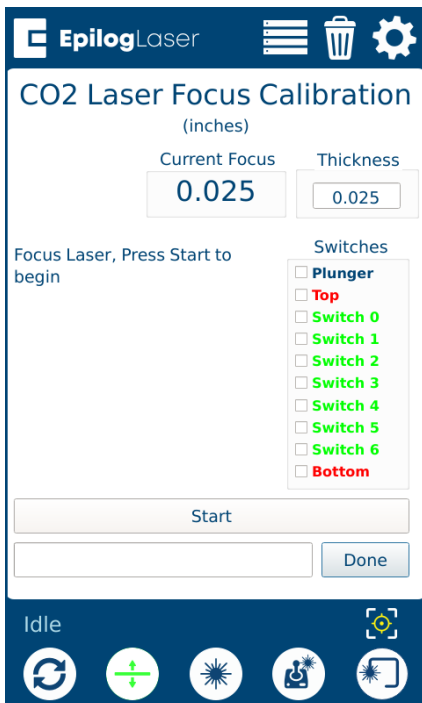 EpilogLaser
CO2 Laser Focus Calibration
(inches)
Current Focus
Thickness
0.025
0.025
Focus Laser, Press Start to
begin
Switches
Plunger
Top
Switch 0
Switch 1
Switch 2
Switch 3
Switch 4
Switch 5
Switch 6
Bottom
Start
Done
Idle